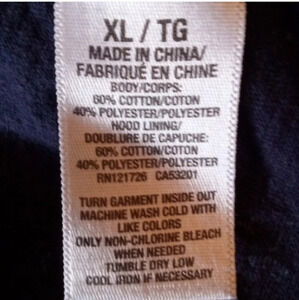 XL / TG
MADE IN CHINA/
FABRIQUÉ EN CHINE
BODY/CORPS:
60% COTTON/COTON
40% POLYESTER/POLYESTER
HOOD LINING/
DOUBLURE DE CAPUCHE:
60% COTTON/COTON
40% POLYESTER/POLYESTER
RN121726 CA53201
TURN GARMENT INSIDE OUT
MACHINE WASH COLD WITH
LIKE COLORS
ONLY NON-CHLORINE BLEACH
WHEN NEEDED
TUMBLE DRY LOW
COOL IRON IF NECESSARY